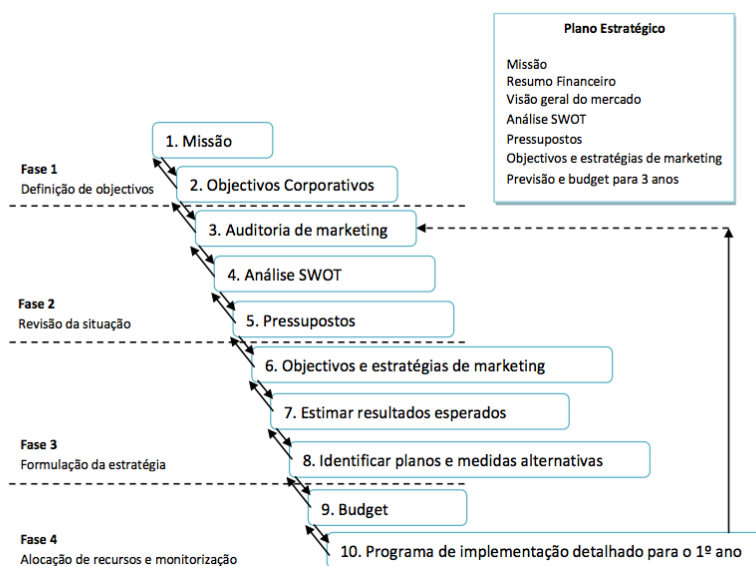 Plano Estratégico
Missão
Resumo Financeiro
Visão geral do mercado
Análise SWOT
Pressupostos
Objectivos e estratégias de marketing
Previsão e budget para 3 anos
1. Missão
Fase 1
Definição de objectivos
2. Objectivos Corporativos
3. Auditoria de marketing
4. Análise SWOT
Fase 2
Revisão da situação
5. Pressupostos
6. Objectivos e estratégias de marketing
7. Estimar resultados esperados
Fase 3
Formulação da estratégia
8. Identificar planos e medidas alternativas
9. Budget
Fase 4
Alocação de recursos e monitorização
10. Programa de implementação detalhado para o 1º ano